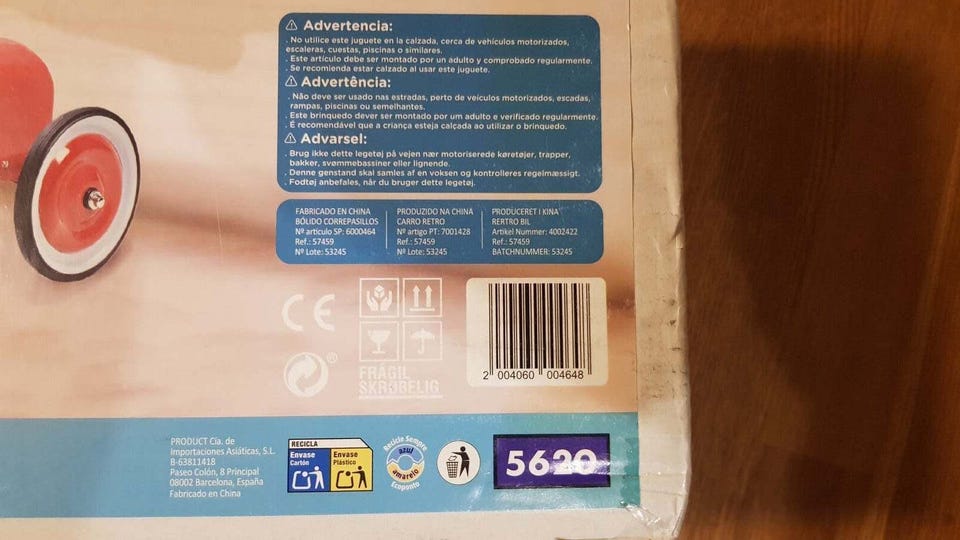 Advertencia:
. No utilice este juguete en la calzada, cerca de vehículos motorizados,
escaleras, cuestas, piscinas o similares.
. Este artículo debe ser montado por un adulto y comprobado regularmente.
. Se recomienda estar calzado al usar este juguete.
Advertência:
. Não deve ser usado nas estradas, perto de veículos motorizados, escadas,
rampas, piscinas ou semelhantes.
. Este brinquedo dever ser montado por um adulto e verificado regularmente.
. É recomendável que a criança esteja calçada ao utilizar o brinquedo.
Advarsel:
. Brug ikke dette legetøj på vejen nær motoriserede køretøjer, trapper,
bakker, svømmebassiner eller lignende.
. Denne genstand skal samles af en voksen og kontrolleres regelmæssigt.
. Fodtøj anbefales, når du bruger dette legetøj.
FABRICADO EN CHINA
BÓLIDO CORREPASILLOS
Nº artículo SP: 6000464
Ref.: 57459
Nº Lote: 53245
PRODUZIDO NA CHINA
CARRO RETRO
Nº artigo PT: 7001428
Ref.: 57459
Nº Lote: 53245
PRODUCERET I KINA
RERTRO BIL
Artikel Nummer: 4002422
Ref.: 57459
BATCHNUMMER: 53245
CE
FRÁGIL
SKRØBELIG
®
2 004060 004648
PRODUCT Cía. de
Importaciones Asiáticas, S.L.
B-63811418
Paseo Colón, 8 Principal
08002 Barcelona, España
Fabricado en China
RECICLA
Envase
Cartón
Envase
Plástico
Recicle Sempre
azul
amarelo
Ecoponto
5620